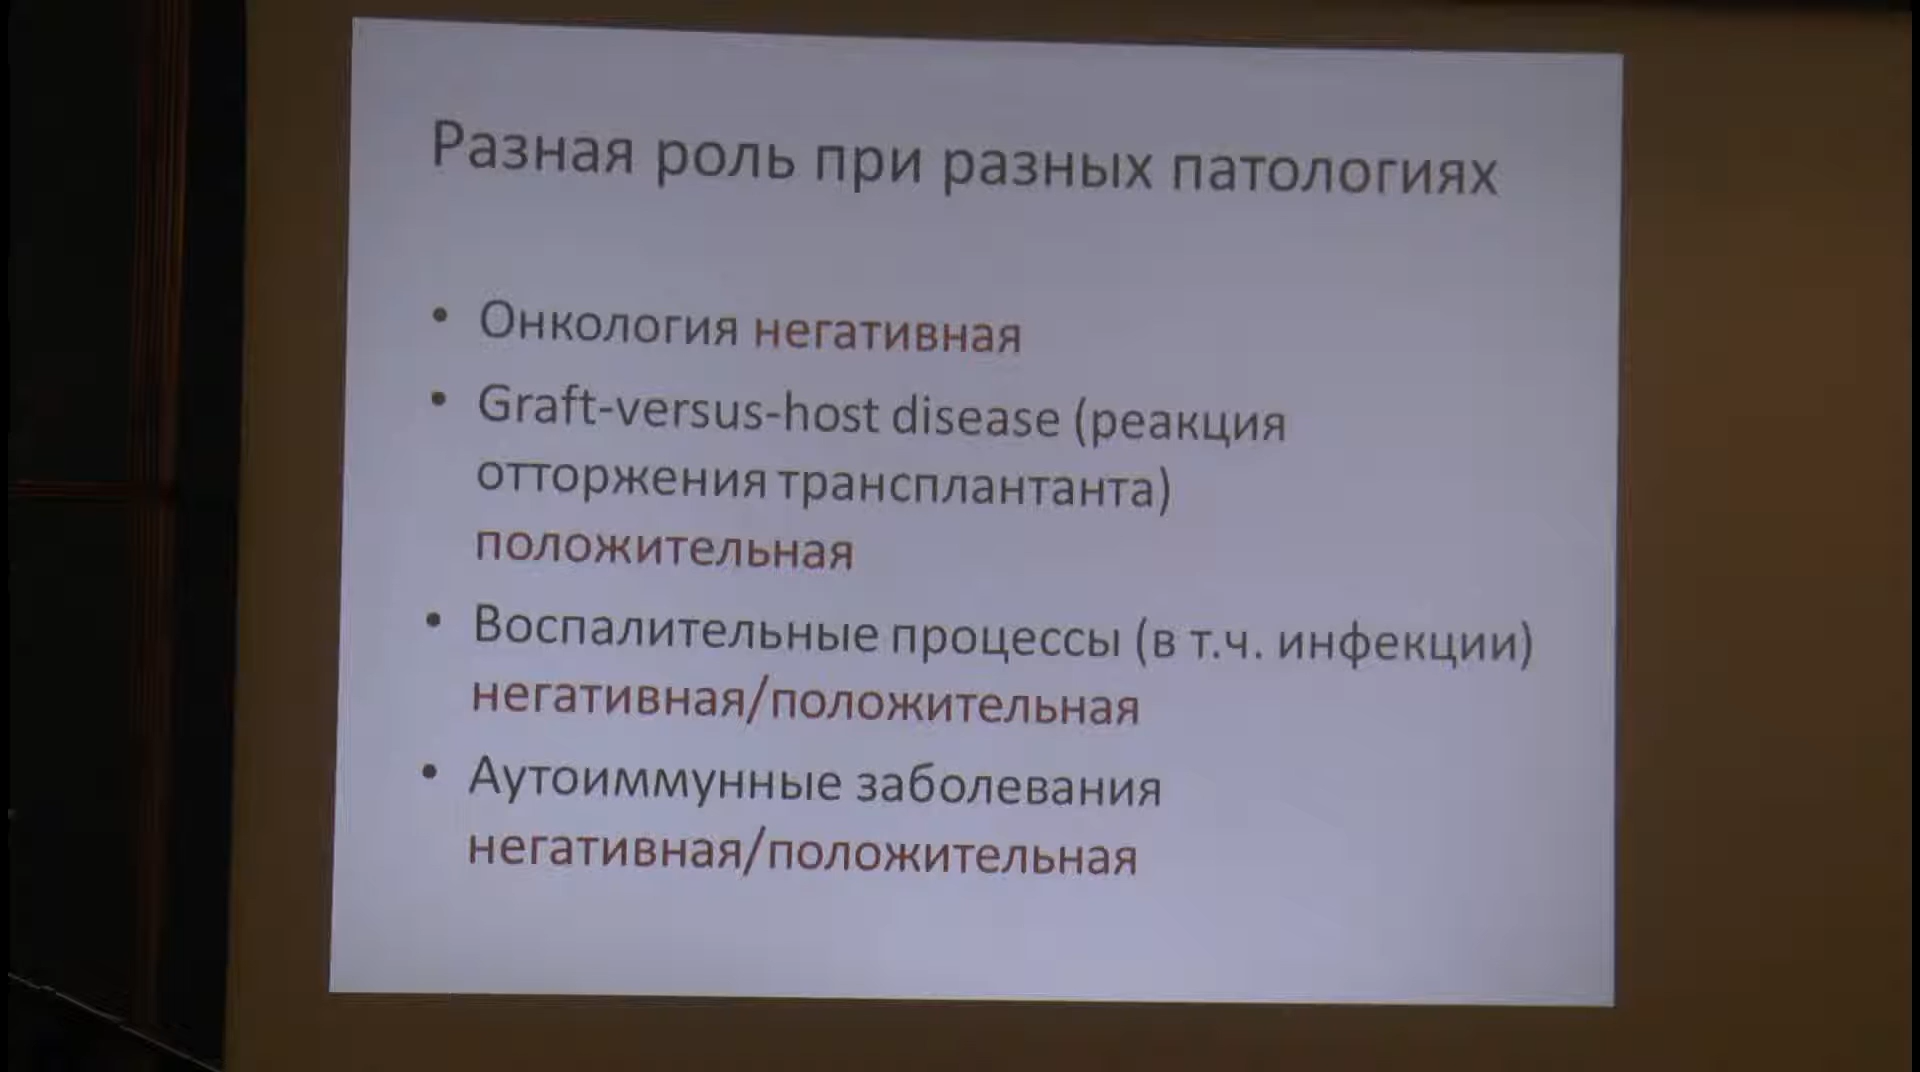 Разная роль при разных патологиях
• Онкология негативная
• Graft-versus-host disease (реакция
отторжения трансплантанта)
положительная
• Воспалительные процессы (в т.ч. инфекции)
негативная/положительная
• Аутоиммунные заболевания
негативная/положительная